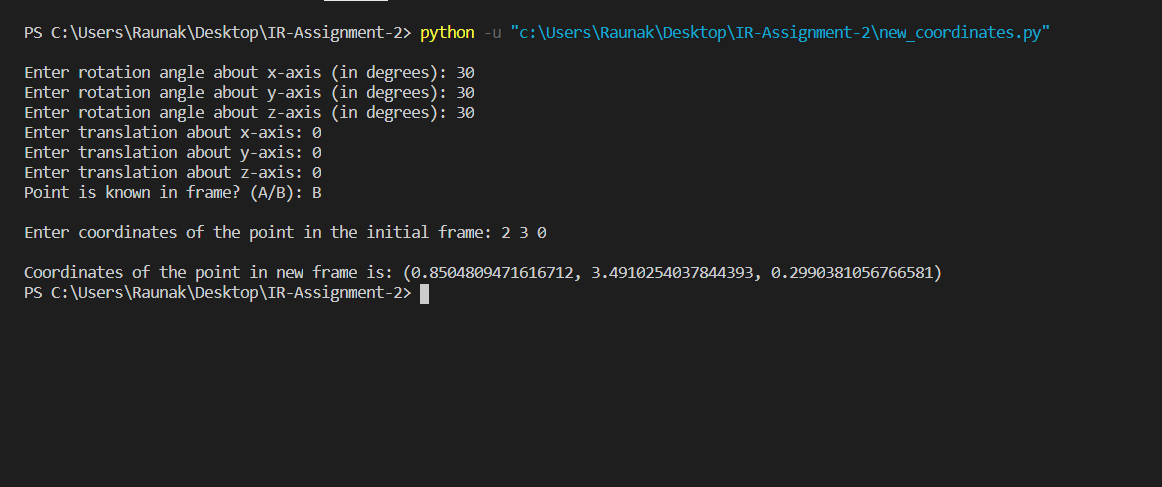 PS C:\Users\Raunak\Desktop\IR-Assignment-2> python -u "c:\Users\Raunak\Desktop\IR-Assignment-2\new_coordinates.py"
Enter rotation angle about x-axis (in degrees): 30
Enter rotation angle about y-axis (in degrees): 30
Enter rotation angle about z-axis (in degrees): 30
Enter translation about x-axis: 0
Enter translation about y-axis: 0
Enter translation about z-axis: 0
Point is known in frame? (A/B): B
Enter coordinates of the point in the initial frame: 2 3 0
Coordinates of the point in new frame is: (0.8504809471616712, 3.4910254037844393, 0.2990381056766581)
PS C:\Users\Raunak\Desktop\IR-Assignment-2>